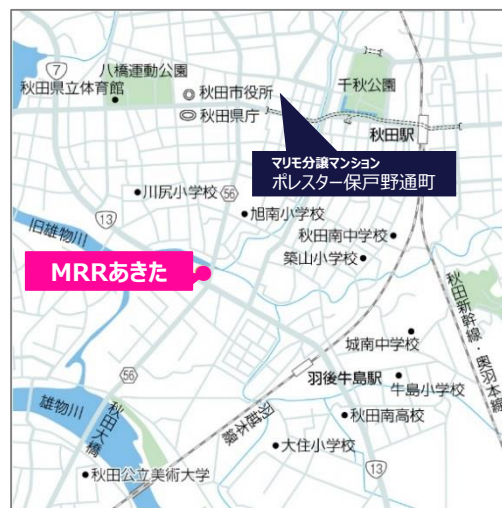 7
八橋運動公園
秋田県立体育館
秋田市役所
秋田県庁
千秋公園
秋田駅
マリモ分譲マンション
ポレスター保戸野通町
川尻小学校
56
13
旭南小学校
旧雄物川
秋田南中学校
築山小学校
MRRあきた
秋田新幹線・奥羽本線
城南中学校
羽後牛島駅
牛島小学校
56
雄物川
秋田大橋
羽越本線
秋田南高校
大住小学校
13
秋田公立美術大学